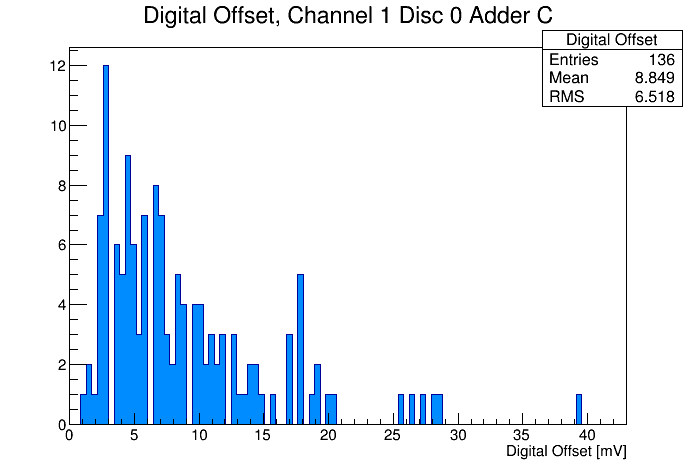 Digital Offset, Channel 1 Disc 0 Adder C
Digital Offset
Entries 136
Mean 8.849
RMS 6.518
12
10
8
6
4
2
0
0 5 10 15 20 25 30 35 40
Digital Offset [mV]